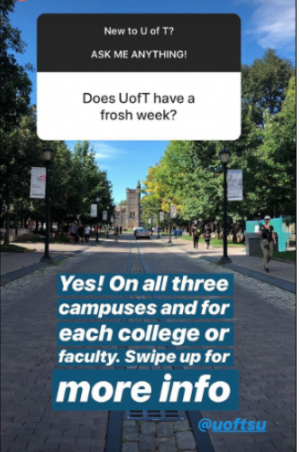 New to U of T?
ASK ME ANYTHING!
Does UofT have a
frosh week?
Yes! On all three
campuses and for
each college or
faculty. Swipe up for
more info
@uoftsu